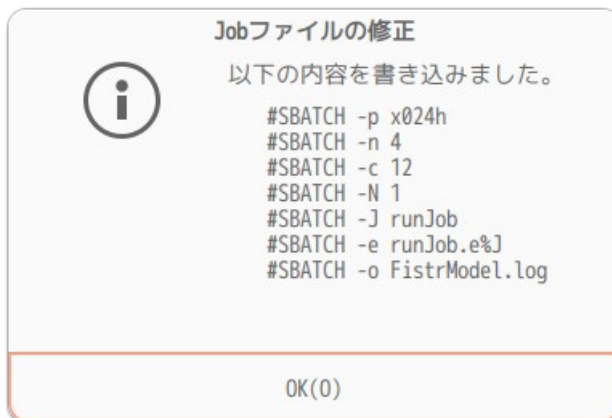 Jobファイルの修正
以下の内容を書き込みました。
#SBATCH -p x024h
#SBATCH -n 4
#SBATCH -c 12
#SBATCH -N 1
#SBATCH -J runJob
#SBATCH -e runJob.e%J
#SBATCH -o FistrModel.log
OK(O)